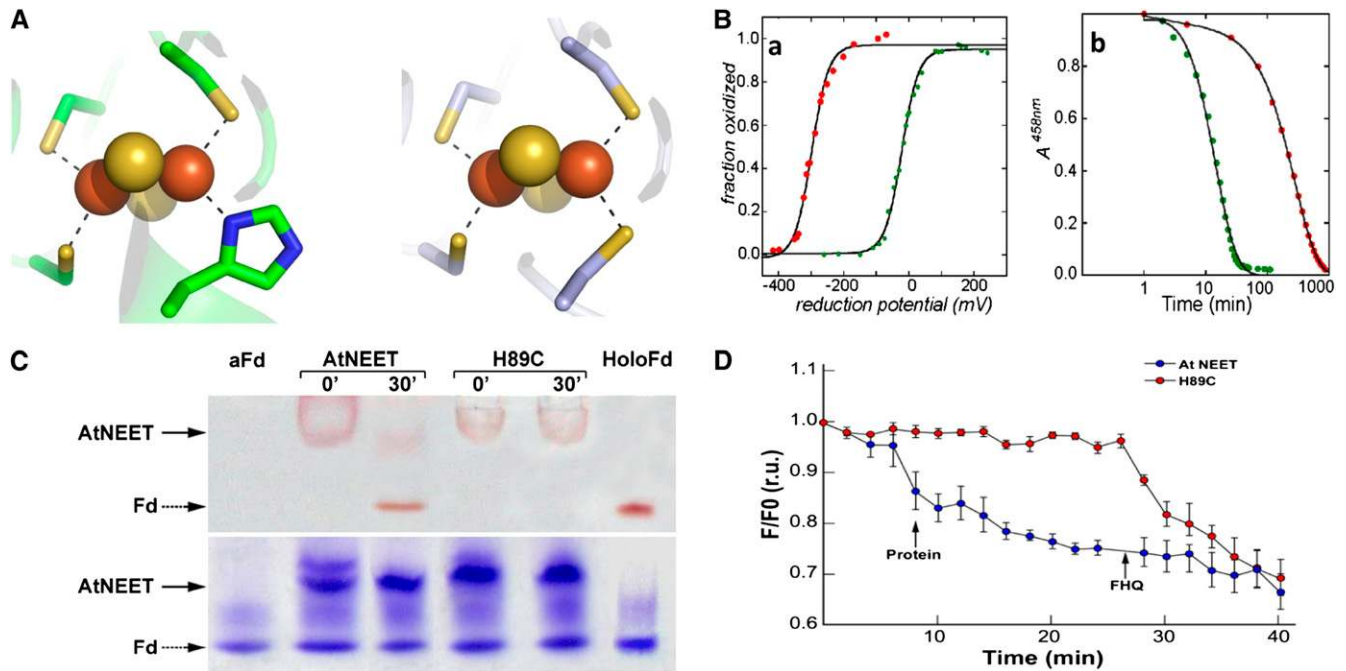 A
B
a
fraction oxidized
1.0
0.8
0.6
0.4
0.2
0.0
-400 -200 0 200
reduction potential (mV)
b
A 458nm
0.8
0.6
0.4
0.2
0.0
1 10 100 1000
Time (min)
C
aFd AtNEET H89C HoloFd
0' 30' 0' 30'
AtNEET
Fd
AtNEET
Fd
D
At NEET
H89C
F/F0 (r.u.)
1.1
1.0
0.9
0.8
0.7
0.6
Protein
FHQ
10 20 30 40
Time (min)